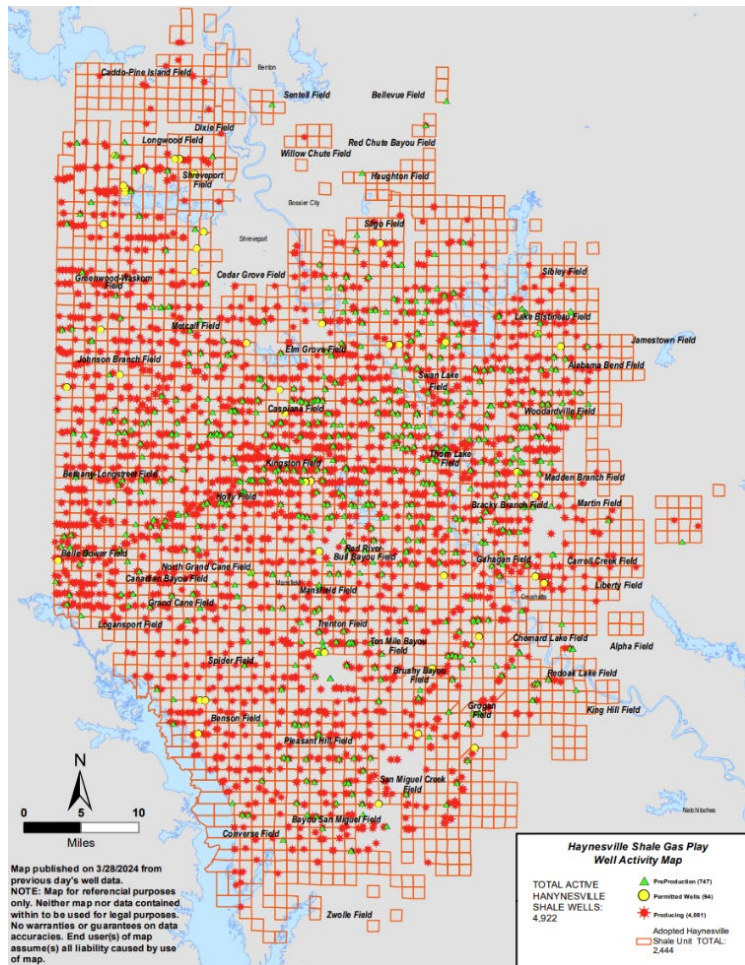 Benton
Caddo-Pine Island Field
Sentell Field
Bellevue Field
Dixie Field
Longwood Field
Willow Chute Field
Red Chute Bayou Field
Shreveport
Field
Haughton Field
Bossier City
Sligo Field
Shreveport
Cedar Grove Field
Sibley Field
Greenwood-Waskom
Field
Lake Bistineau Field
Metcalf Field
Jamestown Field
Elm Grove Field
Johnson Branch Field
Alabama Bend Field
Swan Lake
Field
Caspiana Field
Woodardville Field
Thorn Lake
Field
Kingston Field
Bethany-Longstreet Field
Madden Branch Field
Holly Field
Bracky Branch Field
Martin Field
Red River-
Bull Bayou Field
Belle Bower Field
North Grand Cane Field
Gahagan Field
Carroll Creek Field
Canadian Bayou Field
Mansfield
Mansfield Field
Liberty Field
Coushatta
Grand Cane Field
Logansport Field
Trenton Field
Chemard Lake Field
Ten Mile Bayou
Field
Alpha Field
Spider Field
Brushy Bayou
Field
Redoak Lake Field
Grogan
Field
King Hill Field
Benson Field
Pleasant Hill Field
N
San Miguel Creek
Field
Natchitoches
0 5 10
Miles
Bayou San Miguel Field
Converse Field
Zwolle Field
Map published on 3/28/2024 from
previous day's well data.
NOTE: Map for referencial purposes
only. Neither map nor data contained
within to be used for legal purposes.
No warranties or guarantees on data
accuracies. End user(s) of map
assume(s) all liability caused by use
of map.
Haynesville Shale Gas Play
Well Activity Map
TOTAL ACTIVE
HANYNESVILLE
SHALE WELLS:
4,922
PreProduction (747)
Permitted Wells (94)
Producing (4,081)
Adopted Haynesville
Shale Unit TOTAL:
2,444